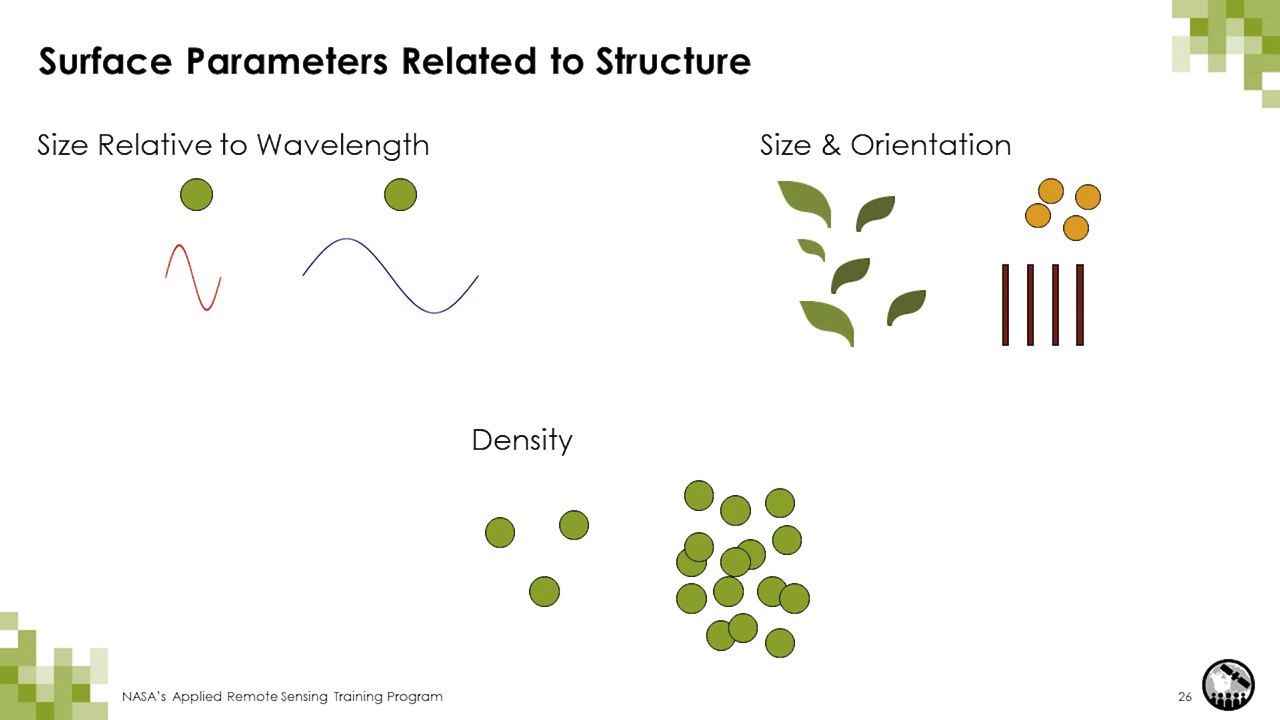 Surface Parameters Related to Structure
Size Relative to Wavelength
Size & Orientation
Density
NASA's Applied Remote Sensing Training Program
26